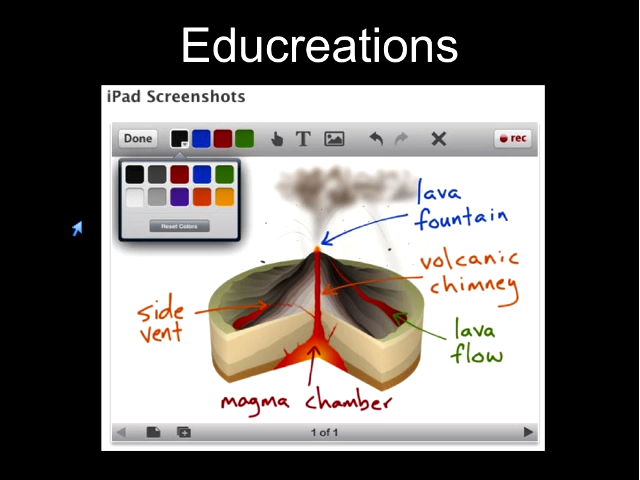 Educreations
iPad Screenshots
Done
T
rec
Reset Colors
lava
fountain
volcanic
chimney
side
vent
lava
flow
magma chamber
1 of 1